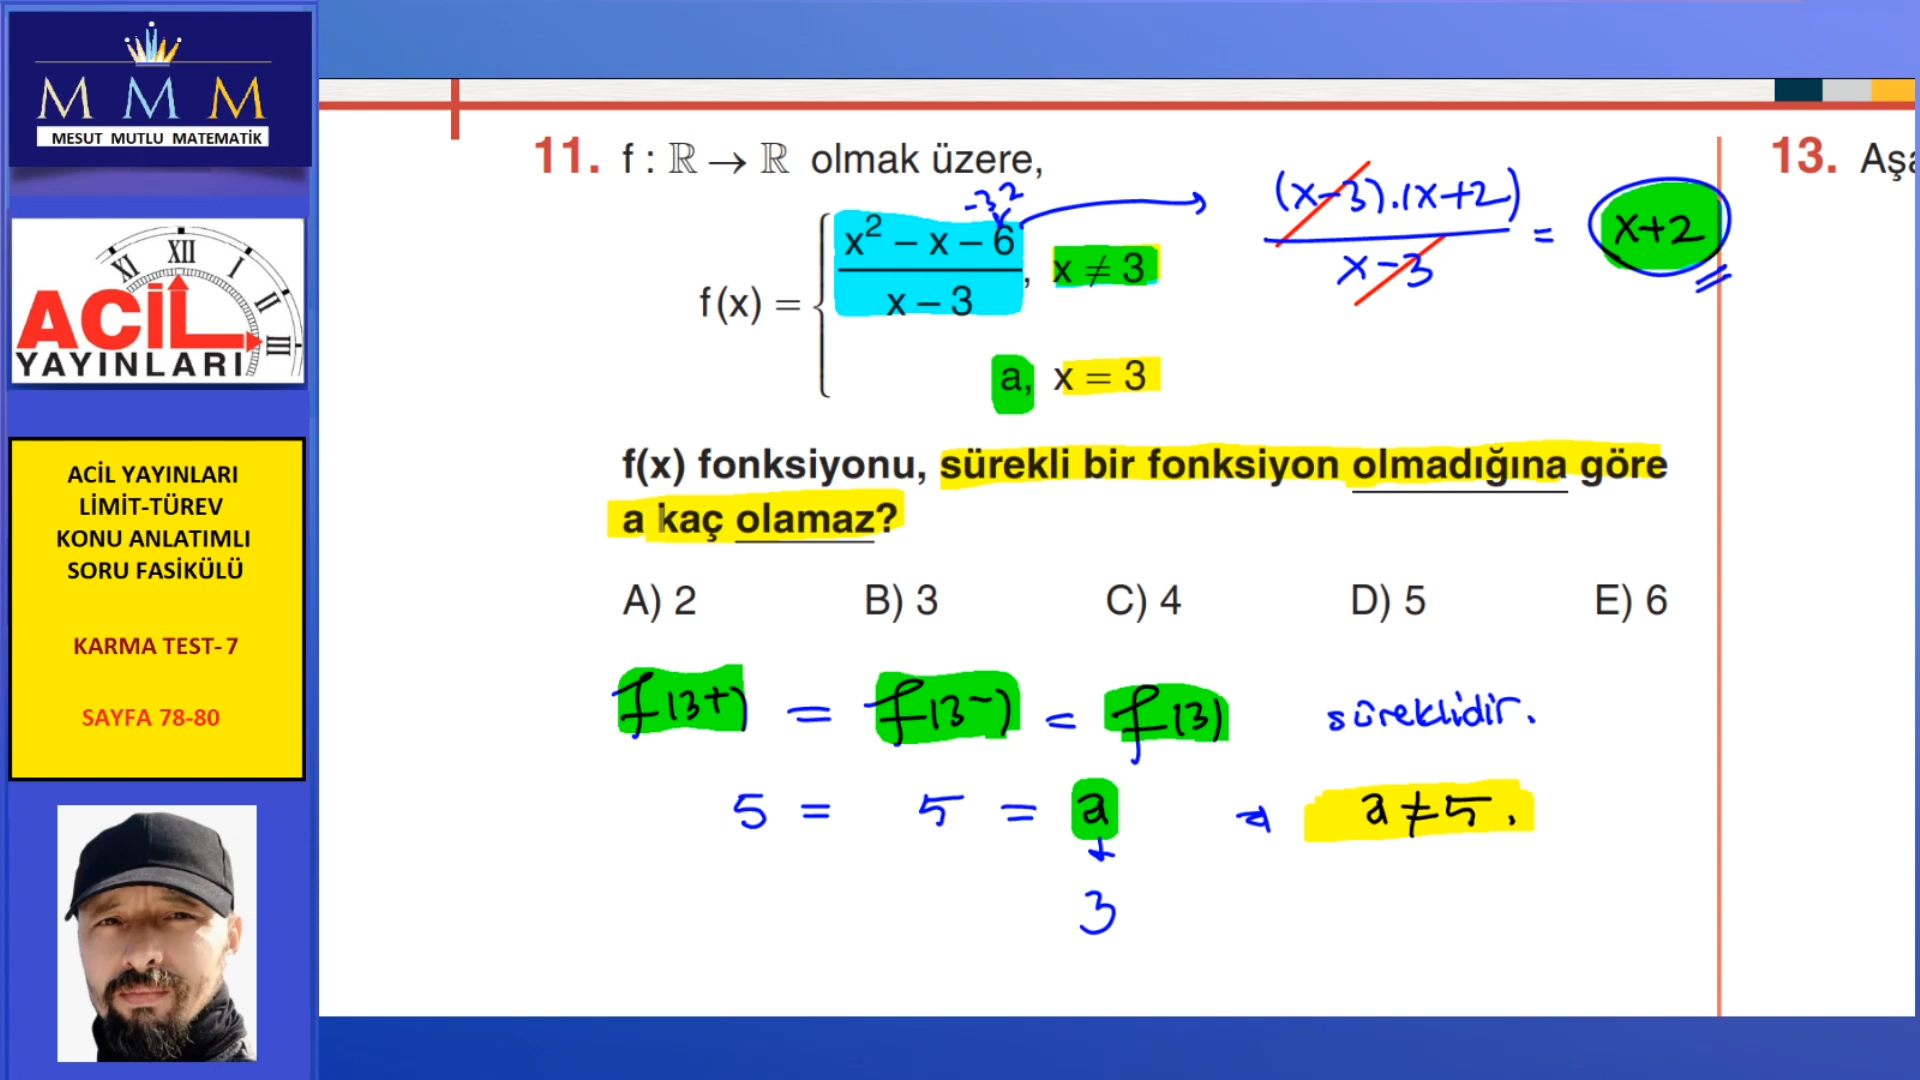 M M M
MESUT MUTLU MATEMATİK
XI XII I II III
ACİL
YAYINLARI
ACİL YAYINLARI
LİMİT-TÜREV
KONU ANLATIMLI
SORU FASİKÜLÜ
KARMA TEST- 7
SAYFA 78-80
11. f : ℝ → ℝ olmak üzere,
-3 2
x² – x – 6
x – 3
, x ≠ 3
f(x) =
a, x = 3
(x-3).(x+2)
x-3
= x+2
f(x) fonksiyonu, sürekli bir fonksiyon olmadığına göre
a kaç olamaz?
A) 2 B) 3 C) 4 D) 5 E) 6
f(3+) = f(3-) = f(3) süreklidir.
5 = 5 = a a≠5.
3
13. Aşa